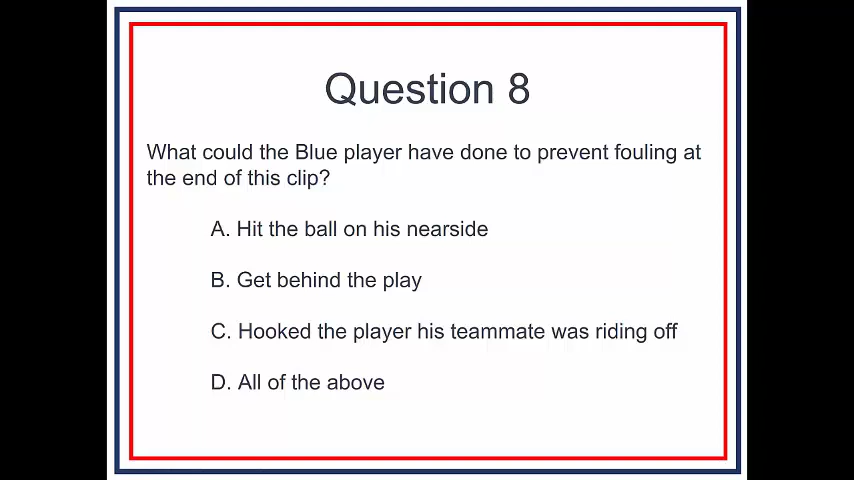 Question 8
What could the Blue player have done to prevent fouling at
the end of this clip?
A. Hit the ball on his nearside
B. Get behind the play
C. Hooked the player his teammate was riding off
D. All of the above